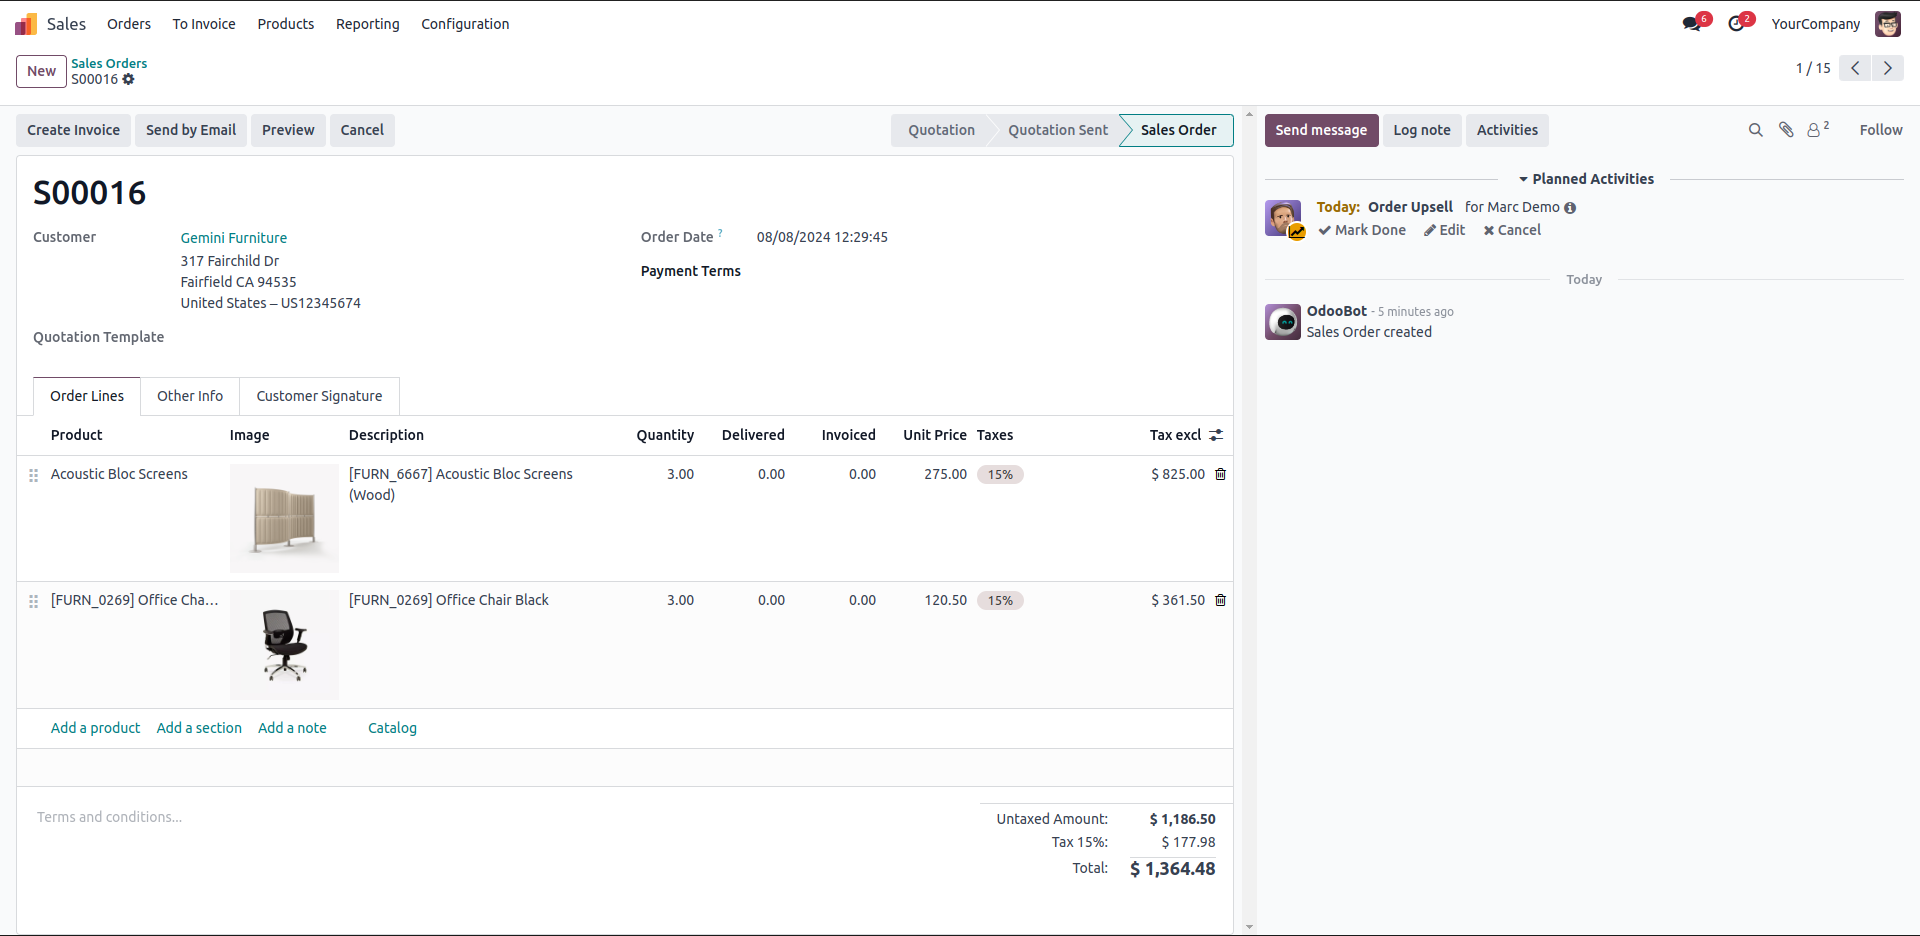 Sales Orders To Invoice Products Reporting Configuration 6 2 YourCompany
New Sales Orders
S00016 1 / 15
Create Invoice Send by Email Preview Cancel Quotation Quotation Sent Sales Order
S00016
Customer Gemini Furniture
317 Fairchild Dr
Fairfield CA 94535
United States – US12345674
Order Date ? 08/08/2024 12:29:45
Payment Terms
Quotation Template
Order Lines Other Info Customer Signature
Product Image Description Quantity Delivered Invoiced Unit Price Taxes Tax excl
Acoustic Bloc Screens [FURN_6667] Acoustic Bloc Screens 3.00 0.00 0.00 275.00 15% $ 825.00
(Wood)
[FURN_0269] Office Cha... [FURN_0269] Office Chair Black 3.00 0.00 0.00 120.50 15% $ 361.50
Add a product Add a section Add a note Catalog
Terms and conditions...
Untaxed Amount: $ 1,186.50
Tax 15%: $ 177.98
Total: $ 1,364.48
Send message Log note Activities 2 Follow
Planned Activities
Today: Order Upsell for Marc Demo
Mark Done Edit Cancel
Today
OdooBot - 5 minutes ago
Sales Order created